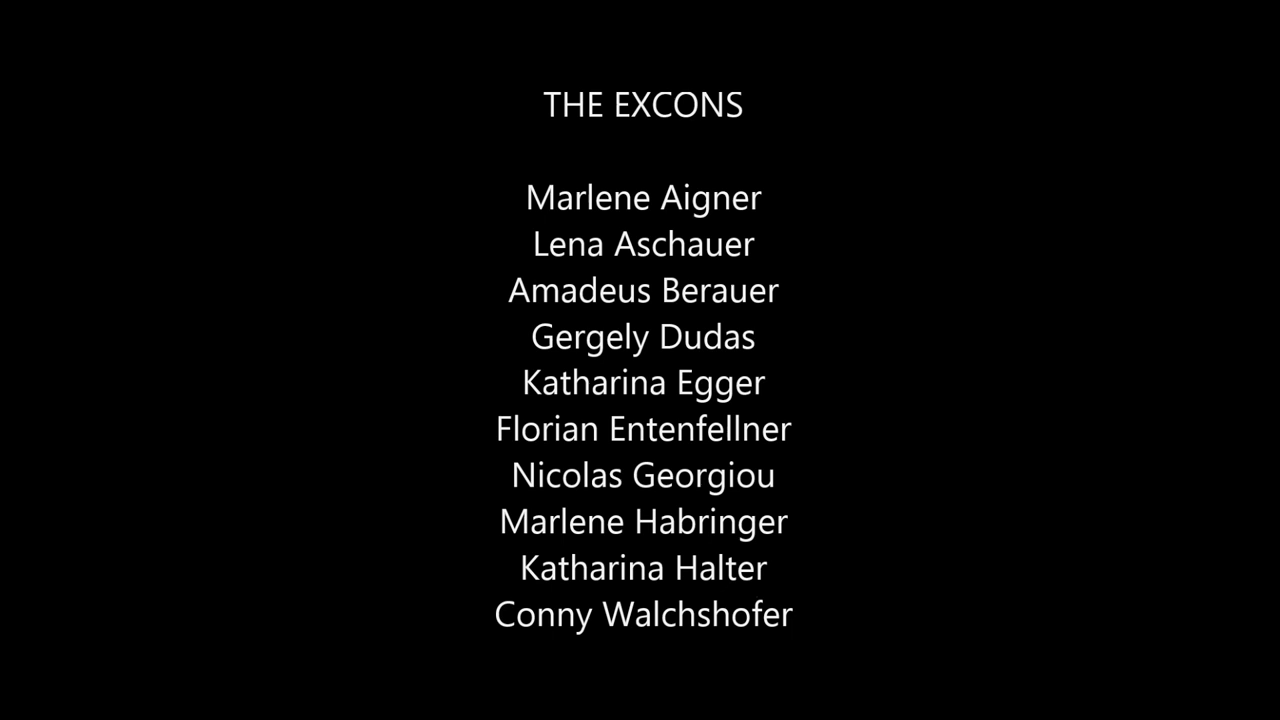 THE EXCONS
Marlene Aigner
Lena Aschauer
Amadeus Berauer
Gergely Dudas
Katharina Egger
Florian Entenfellner
Nicolas Georgiou
Marlene Habringer
Katharina Halter
Conny Walchshofer